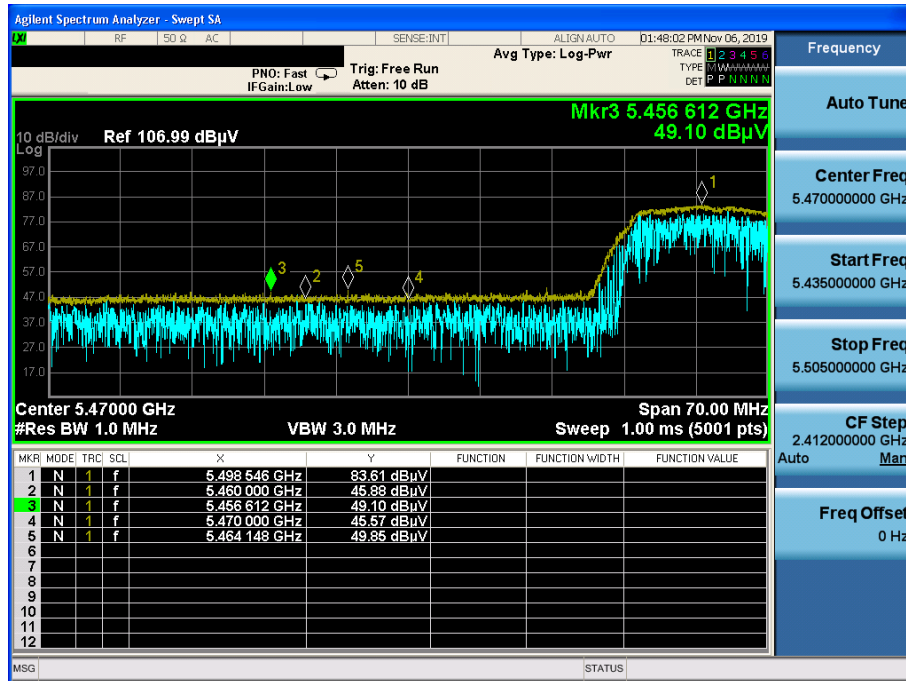 Agilent Spectrum Analyzer - Swept SA
LXI RF 50 Ω AC SENSE:INT ALIGN AUTO 01:48:02 PM Nov 06, 2019
Avg Type: Log-Pwr TRACE 1 2 3 4 5 6
PNO: Fast Trig: Free Run TYPE M W W W W W
IFGain:Low Atten: 10 dB DET P P N N N N
Mkr3 5.456 612 GHz
49.10 dBµV
10 dB/div Ref 106.99 dBµV
Log
97.0
87.0
77.0
67.0
57.0
47.0
37.0
27.0
17.0
1
3
2
5
4
Center 5.47000 GHz Span 70.00 MHz
#Res BW 1.0 MHz VBW 3.0 MHz Sweep 1.00 ms (5001 pts)
MKR MODE TRC SCL X Y FUNCTION FUNCTION WIDTH FUNCTION VALUE
1 N 1 f 5.498 546 GHz 83.61 dBµV
2 N 1 f 5.460 000 GHz 45.88 dBµV
3 N 1 f 5.456 612 GHz 49.10 dBµV
4 N 1 f 5.470 000 GHz 45.57 dBµV
5 N 1 f 5.464 148 GHz 49.85 dBµV
6
7
8
9
10
11
12
MSG STATUS
Frequency
Auto Tune
Center Freq
5.470000000 GHz
Start Freq
5.435000000 GHz
Stop Freq
5.505000000 GHz
CF Step
2.412000000 GHz
Auto Man
Freq Offset
0 Hz